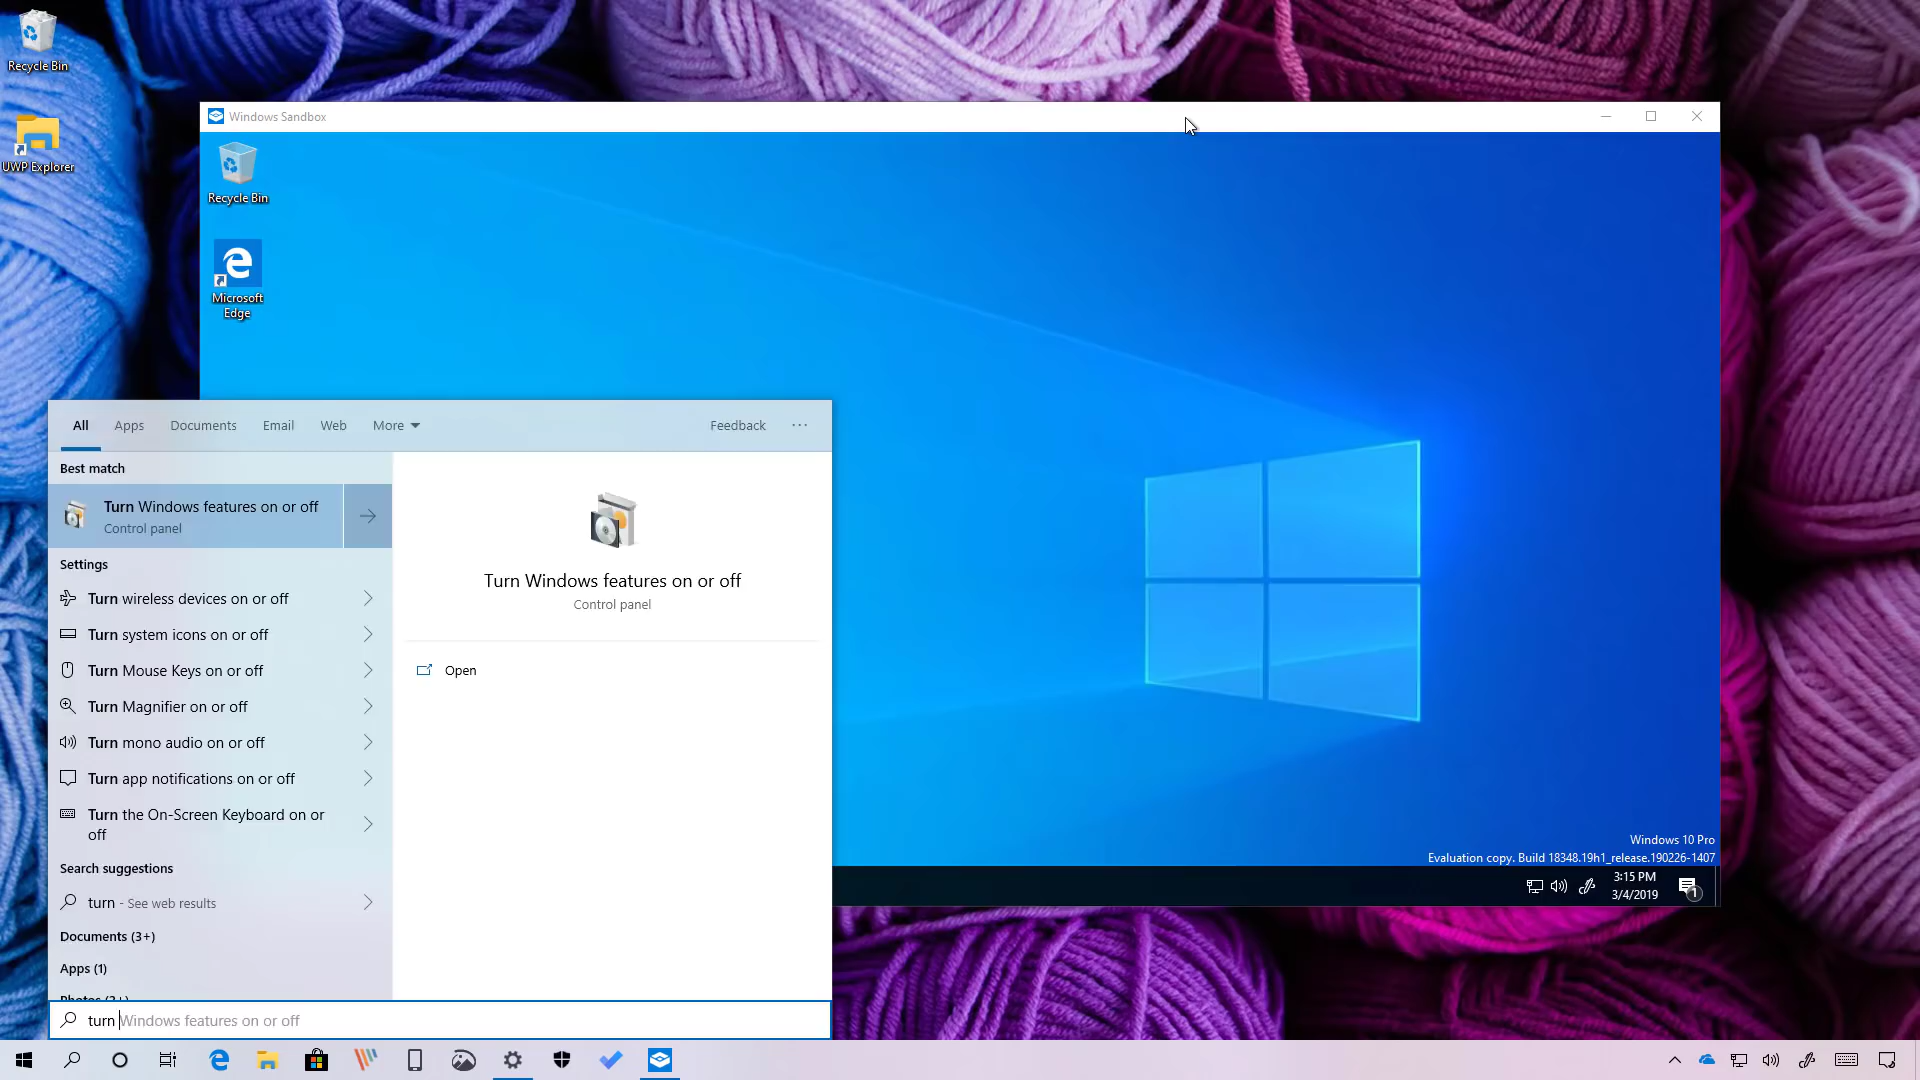 Recycle Bin
UWP Explorer
Windows Sandbox
Recycle Bin
Microsoft
Edge
All Apps Documents Email Web More Feedback ···
Best match
Turn Windows features on or off
Control panel
Settings
Turn wireless devices on or off
Turn system icons on or off
Turn Mouse Keys on or off
Turn Magnifier on or off
Turn mono audio on or off
Turn app notifications on or off
Turn the On-Screen Keyboard on or
off
Search suggestions
turn - See web results
Documents (3+)
Apps (1)
turn Windows features on or off
Turn Windows features on or off
Control panel
Open
Windows 10 Pro
Evaluation copy. Build 18348.19h1_release.190226-1407
3:15 PM
3/4/2019
1